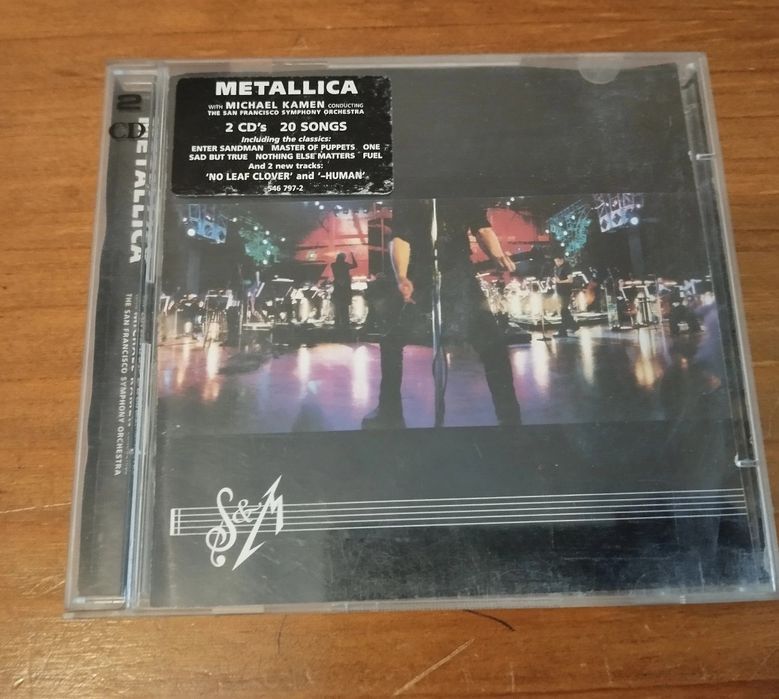 METALLICA
WITH MICHAEL KAMEN CONDUCTING
THE SAN FRANCISCO SYMPHONY ORCHESTRA
2 CD's 20 SONGS
Including the classics:
ENTER SANDMAN MASTER OF PUPPETS ONE
SAD BUT TRUE NOTHING ELSE MATTERS FUEL
And 2 new tracks:
'NO LEAF CLOVER' and '–HUMAN'
546 797-2
2
CD
METALLICA
MICHAEL KAMEN
THE SAN FRANCISCO SYMPHONY ORCHESTRA
S&M